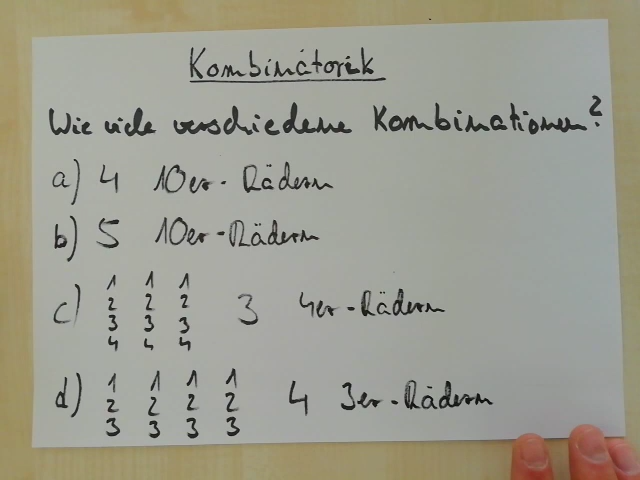 Kombinatorik
Wie viele verschiedene Kombinationen?
a) 4 10er-Rädern
b) 5 10er-Rädern
1 1 1
2 2 2
c) 3 3 3 3 4er-Rädern
4 4 4
1 1 1 1
d) 2 2 2 2 4 3er-Rädern
3 3 3 3